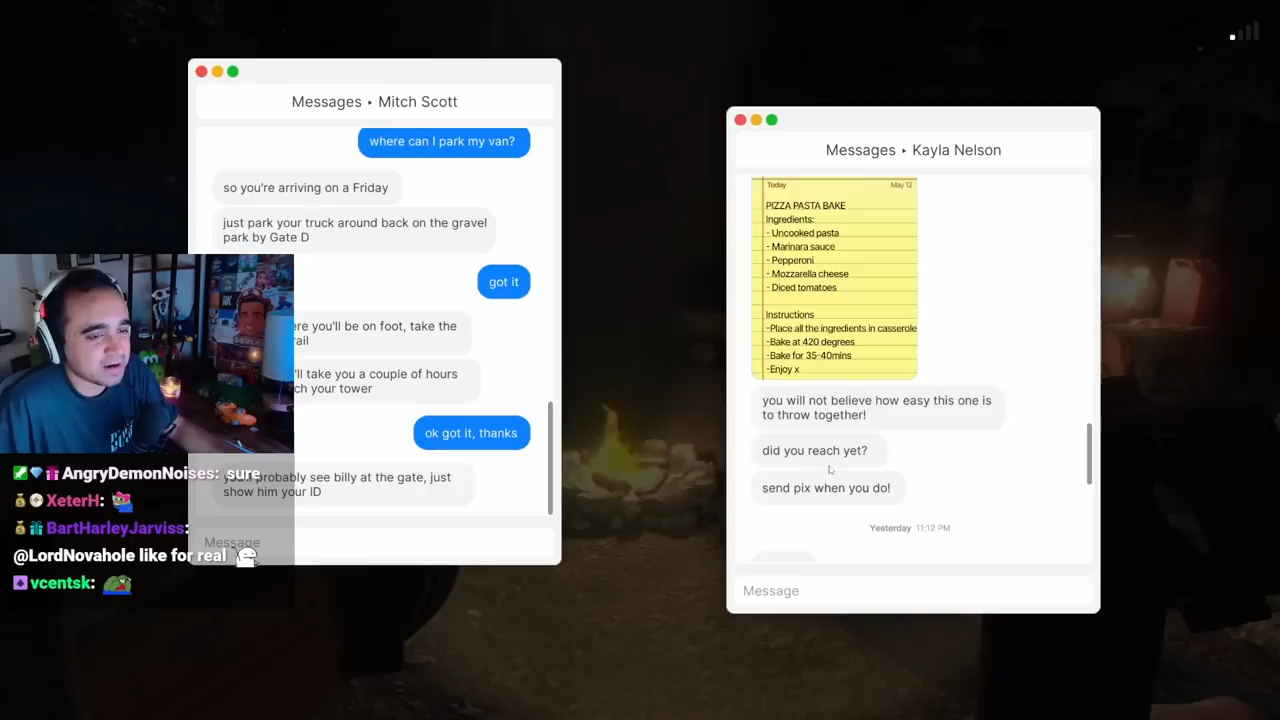 Messages ▸ Mitch Scott
where can I park my van?
so you're arriving on a Friday
just park your truck around back on the gravel
park by Gate D
got it
ere you'll be on foot, take the
rail
'll take you a couple of hours
ch your tower
ok got it, thanks
you'll probably see billy at the gate, just
show him your ID
Message
AngryDemonNoises: ,sure
XeterH:
BartHarleyJarviss:
@LordNovahole like for real
vcentsk:
Messages ▸ Kayla Nelson
Today May 12
PIZZA PASTA BAKE
Ingredients:
- Uncooked pasta
- Marinara sauce
- Pepperoni
- Mozzarella cheese
- Diced tomatoes
Instructions
-Place all the ingredients in casserole
-Bake at 420 degrees
-Bake for 35-40mins
-Enjoy x
you will not believe how easy this one is
to throw together!
did you reach yet?
send pix when you do!
Yesterday 11:12 PM
Message